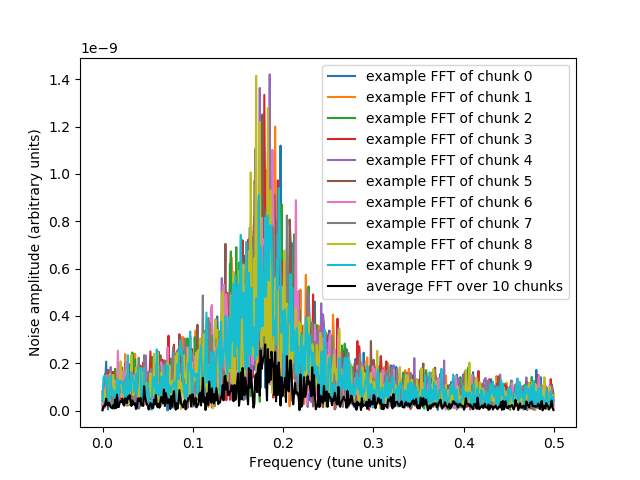 1e−9
1.4
1.2
1.0
0.8
0.6
0.4
0.2
0.0
Noise amplitude (arbitrary units)
example FFT of chunk 0
example FFT of chunk 1
example FFT of chunk 2
example FFT of chunk 3
example FFT of chunk 4
example FFT of chunk 5
example FFT of chunk 6
example FFT of chunk 7
example FFT of chunk 8
example FFT of chunk 9
average FFT over 10 chunks
0.0 0.1 0.2 0.3 0.4 0.5
Frequency (tune units)